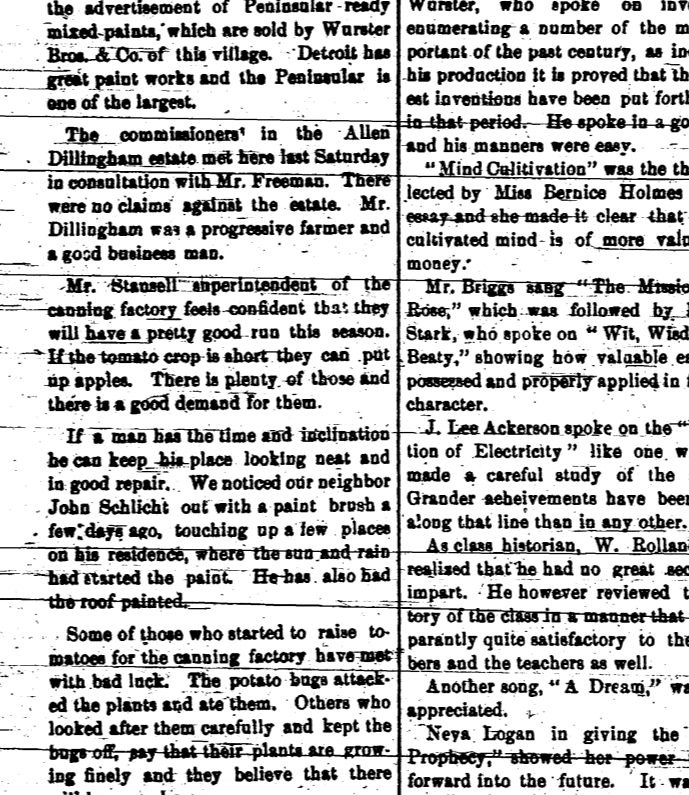 the advertisement of Peninsular ready
mixed paints, which are sold by Wurster
Bros. & Co. of this village. Detroit has
great paint works and the Peninsular is
one of the largest.
The commissioners' in the Allen
Dillingham estate met here last Saturday
in consultation with Mr. Freeman. There
were no claims against the estate. Mr.
Dillingham was a progressive farmer and
a good business man.
Mr. Stansell superintendent of the
canning factory feels confident that they
will have a pretty good run this season.
If the tomato crop is short they can put
up apples. There is plenty of those and
there is a good demand for them.
If a man has the time and inclination
he can keep his place looking neat and
in good repair. We noticed our neighbor
John Schlicht out with a paint brush a
few days ago, touching up a few places
on his residence, where the sun and rain
had started the paint. He has also had
the roof painted.
Some of those who started to raise to-
matoes for the canning factory have met
with bad luck. The potato bugs attack-
ed the plants and ate them. Others who
looked after them carefully and kept the
bugs off, say that their plants are grow-
ing finely and they believe that there
Wurster, who spoke on
enumerating a number of the
portant of the past century, as
his production it is proved that
est inventions have been put
in that period. He spoke in a
and his manners were easy.
"Mind Culitivation" was the
lected by Miss Bernice Holmes
essay and she made it clear that
cultivated mind is of more
money.
Mr. Briggs sang "The
Rose," which was followed by
Stark, who spoke on "Wit,
Beaty," showing how valuable
possessed and properly applied in
character.
J. Lee Ackerson spoke on the
tion of Electricity" like one
made a careful study of the
Grander acheivements have
along that line than in any other.
As class historian, W.
realized that he had no great
impart. He however reviewed
tory of the class in a manner that
parantly quite satisfactory to
bers and the teachers as well.
Another song, "A Dream,"
appreciated.
Neva Logan in giving the
Prophecy," showed her power
forward into the future. It